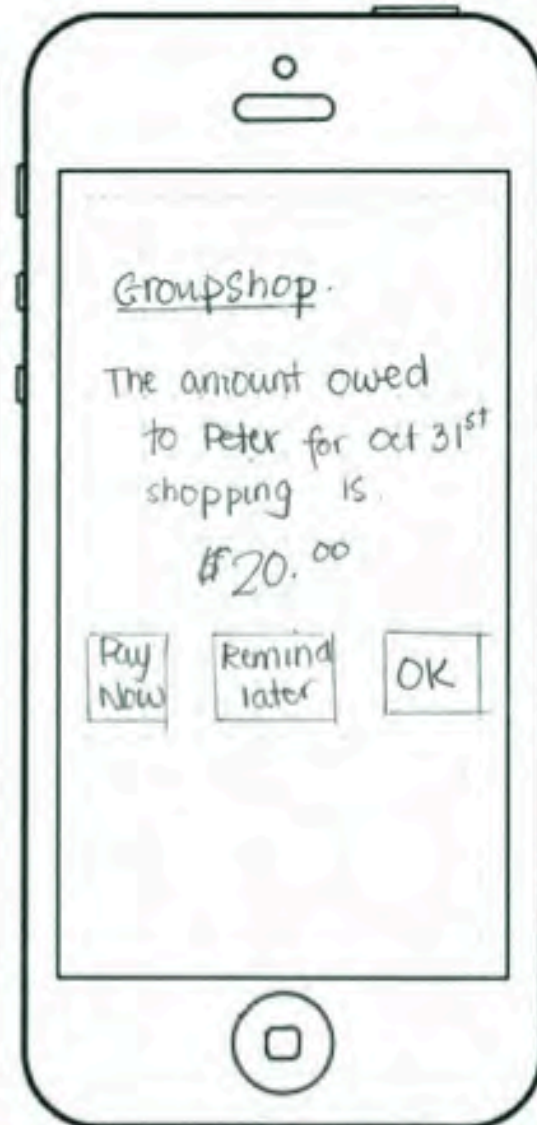 GroupShop.
The amount owed
to Peter for Oct 31st
shopping is.
$20.00
Pay Now
Remind later
OK